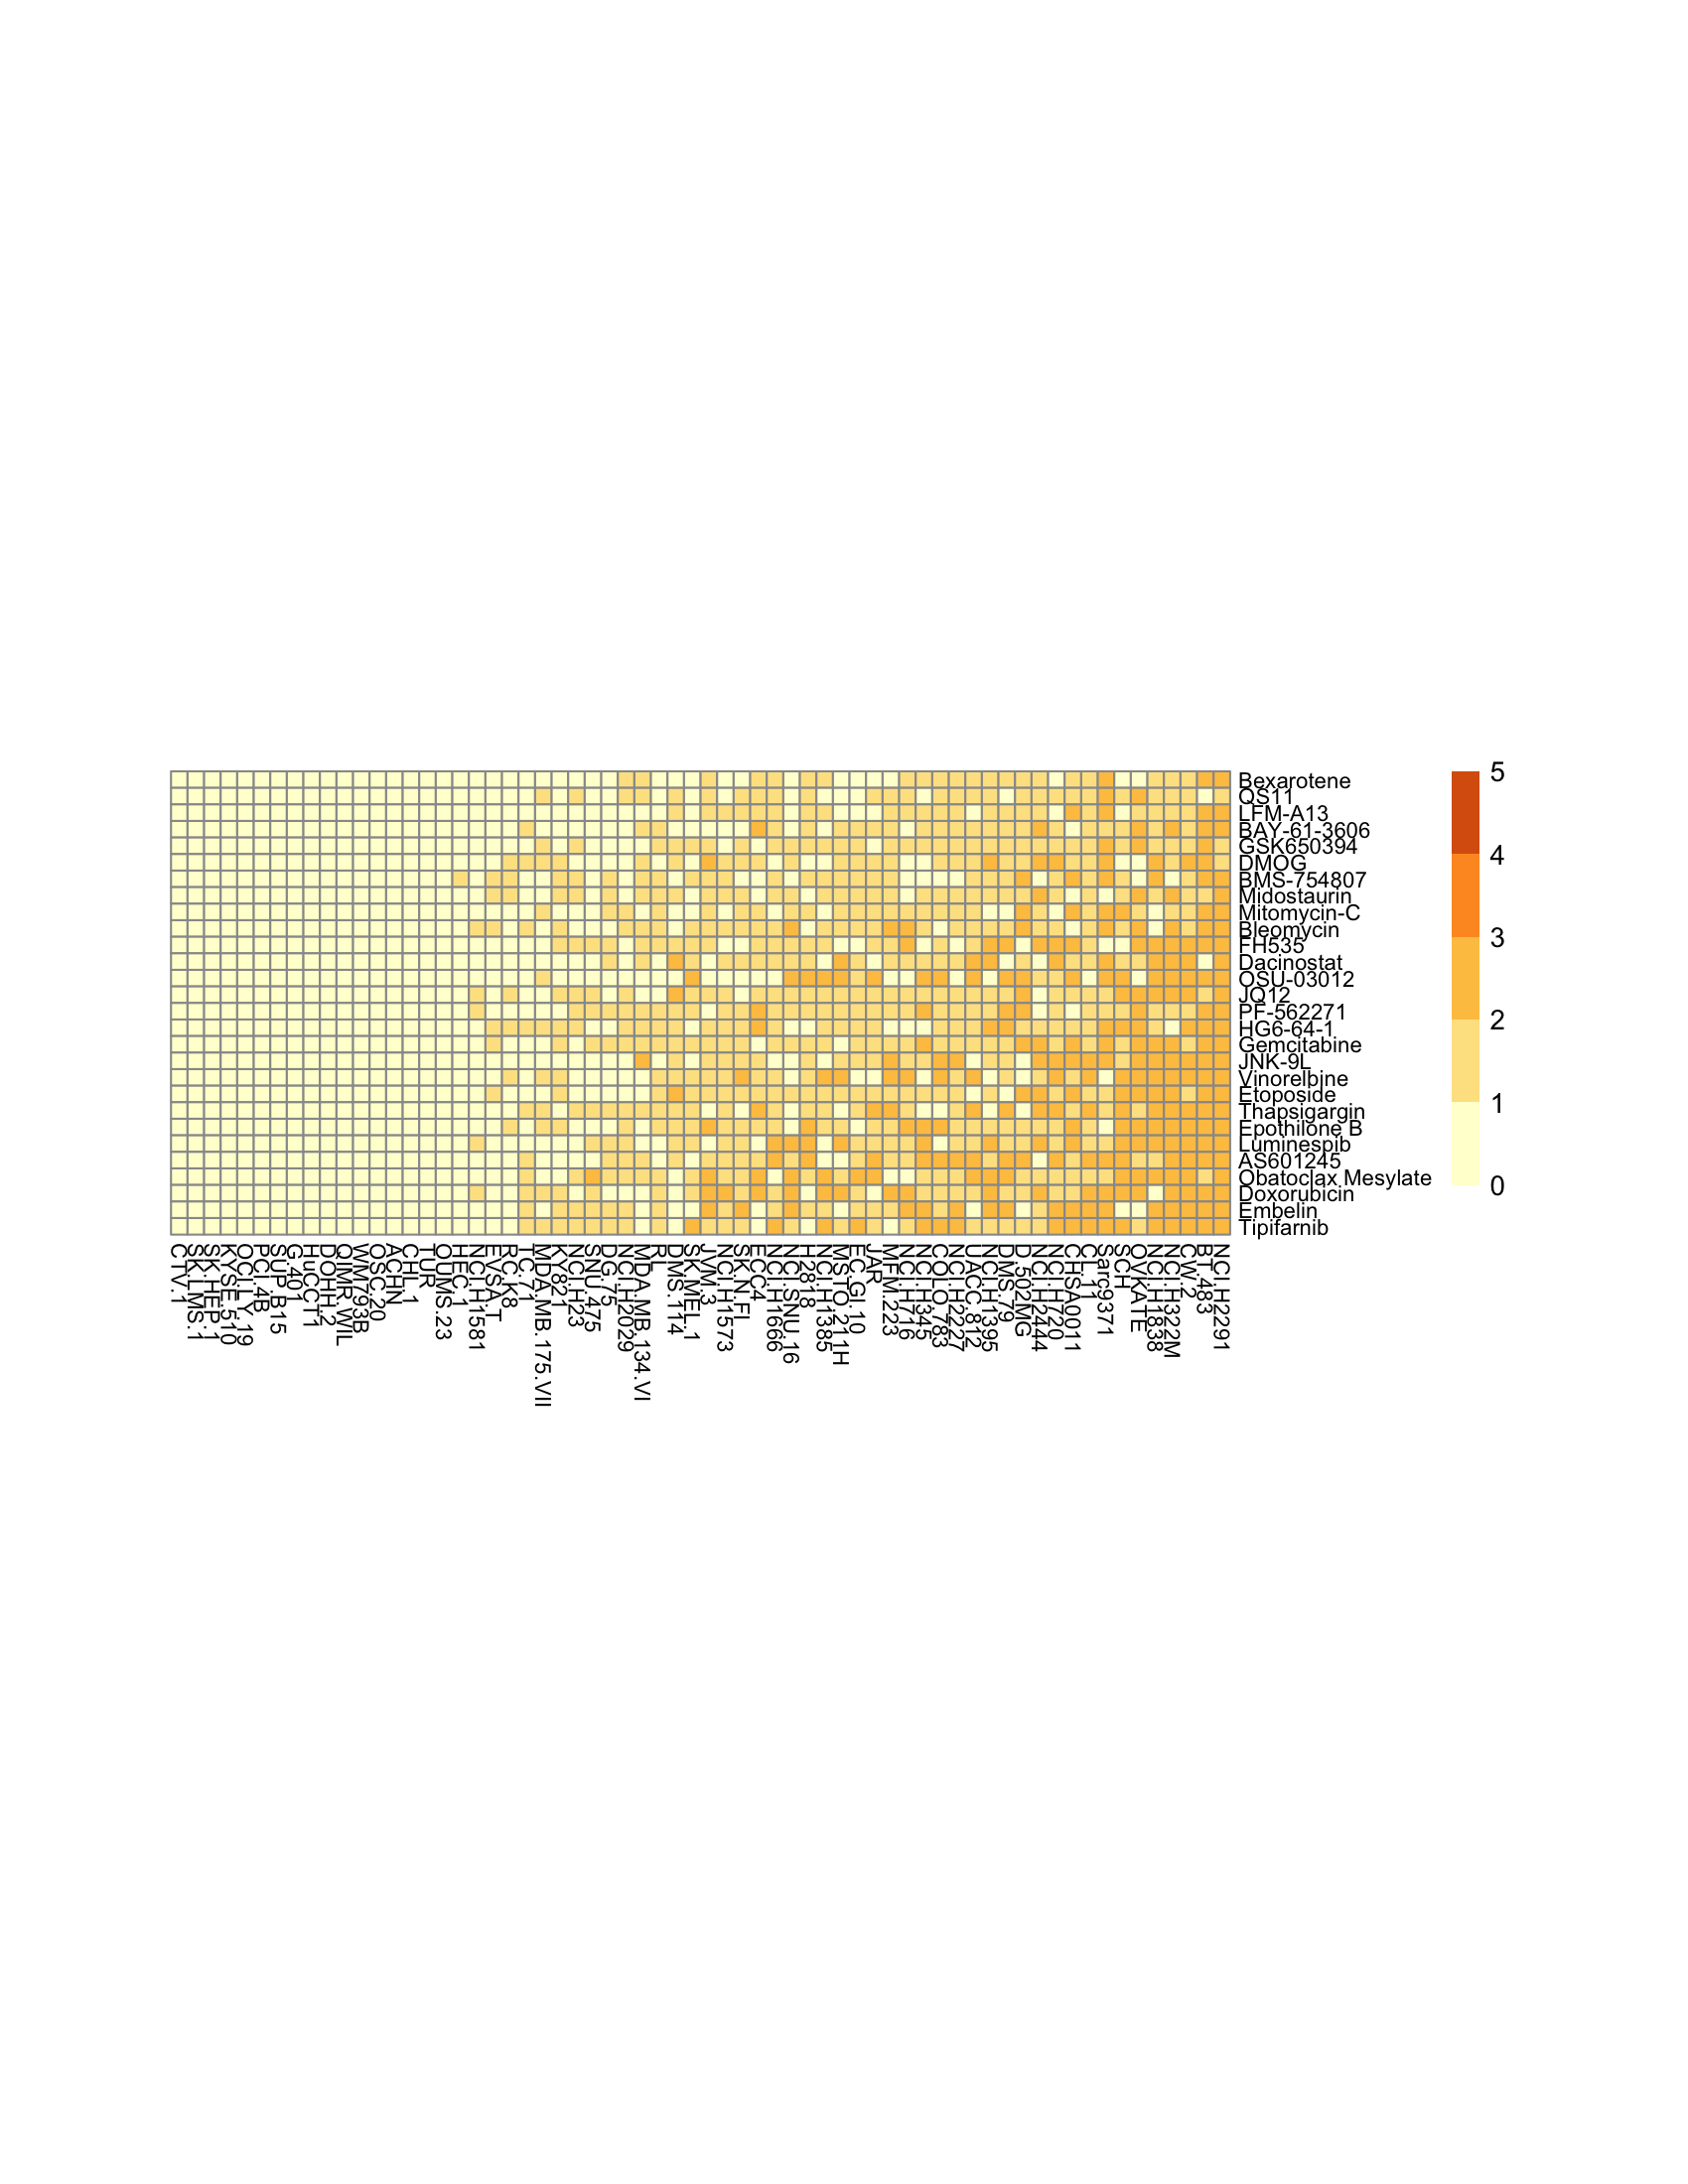 Bexarotene
QS11
LFM-A13
BAY-61-3606
GSK650394
DMOG
BMS-754807
Midostaurin
Mitomycin-C
Bleomycin
FH535
Dacinostat
OSU-03012
JQ12
PF-562271
HG6-64-1
Gemcitabine
JNK-9L
Vinorelbine
Etoposide
Thapsigargin
Epothilone B
Luminespib
AS601245
Obatoclax Mesylate
Doxorubicin
Embelin
Tipifarnib
5
4
3
2
1
0
CTV.1
SK.LMS.1
SK.HEP.1
KYSE.510
OCI.LY.19
PCI.4B
SUP.B15
G.401
HuCCT1
DOHH.2
QIMR.WIL
WM793B
OSC.20
ACHN
CHL.1
TUR
OUMS.23
HEC.1
NCI.H1581
EVSA.T
RC.K8
TC.71
MDA.MB.175.VII
KY821
NCI.H23
SNU.475
DG.75
NCI.H2029
MDA.MB.134.VI
RL
DMS.114
SK.MEL.1
JVM.3
NCI.H1573
SK.N.FI
ECC4
NCI.H1666
NCI.SNU.16
H2818
NCI.H1385
MSTO.211H
EC.GI.10
JAR
MFM.223
NCI.H716
NCI.H345
COLO.783
NCI.H2227
UACC.812
NCI.H1395
DMS.79
D.502MG
NCI.H2444
NCI.H720
CHSA0011
CL.11
Sarc9371
SCH
OVKATE
NCI.H1838
NCI.H322M
CW.2
BT.483
NCI.H2291